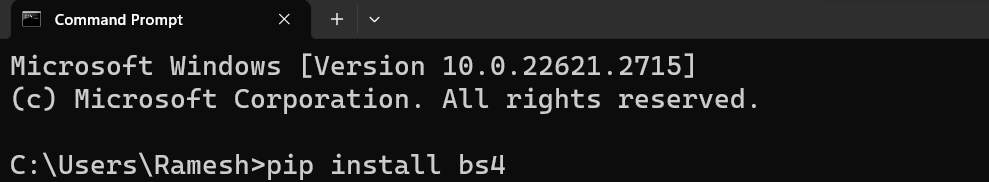 Command Prompt
Microsoft Windows [Version 10.0.22621.2715]
(c) Microsoft Corporation. All rights reserved.
C:\Users\Ramesh>pip install bs4